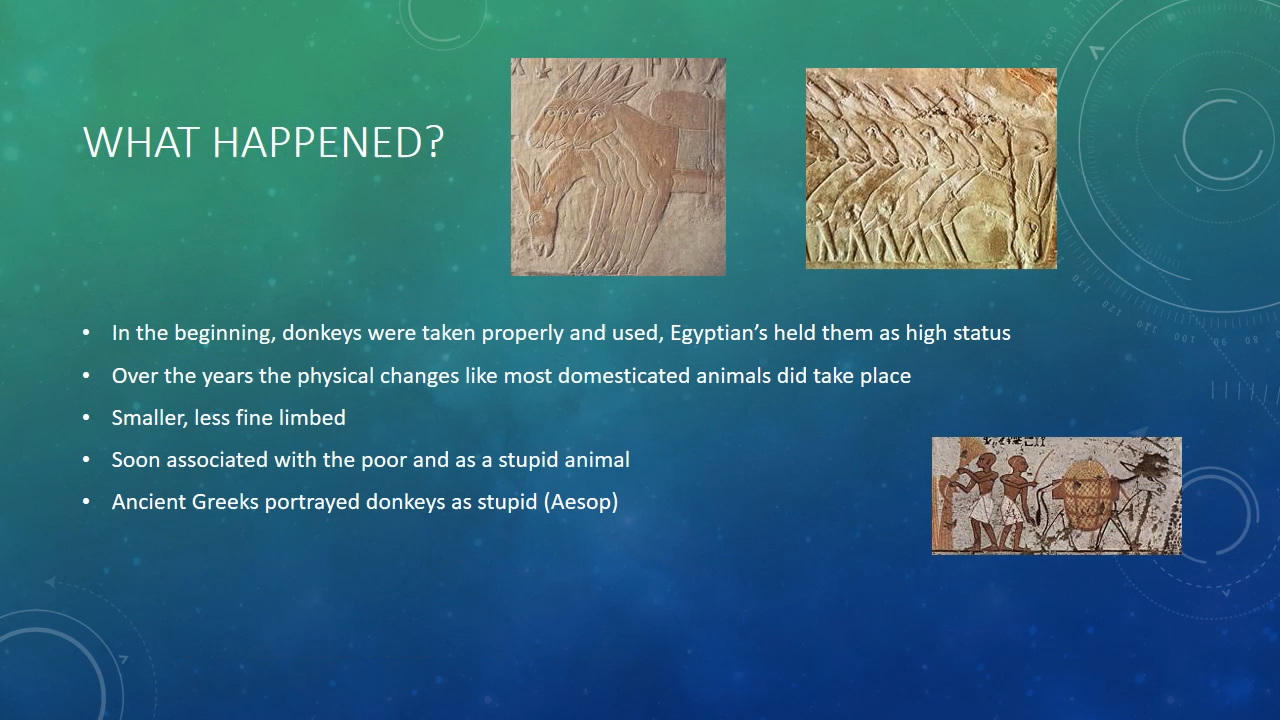 WHAT HAPPENED?
• In the beginning, donkeys were taken properly and used, Egyptian’s held them as high status
• Over the years the physical changes like most domesticated animals did take place
• Smaller, less fine limbed
• Soon associated with the poor and as a stupid animal
• Ancient Greeks portrayed donkeys as stupid (Aesop)